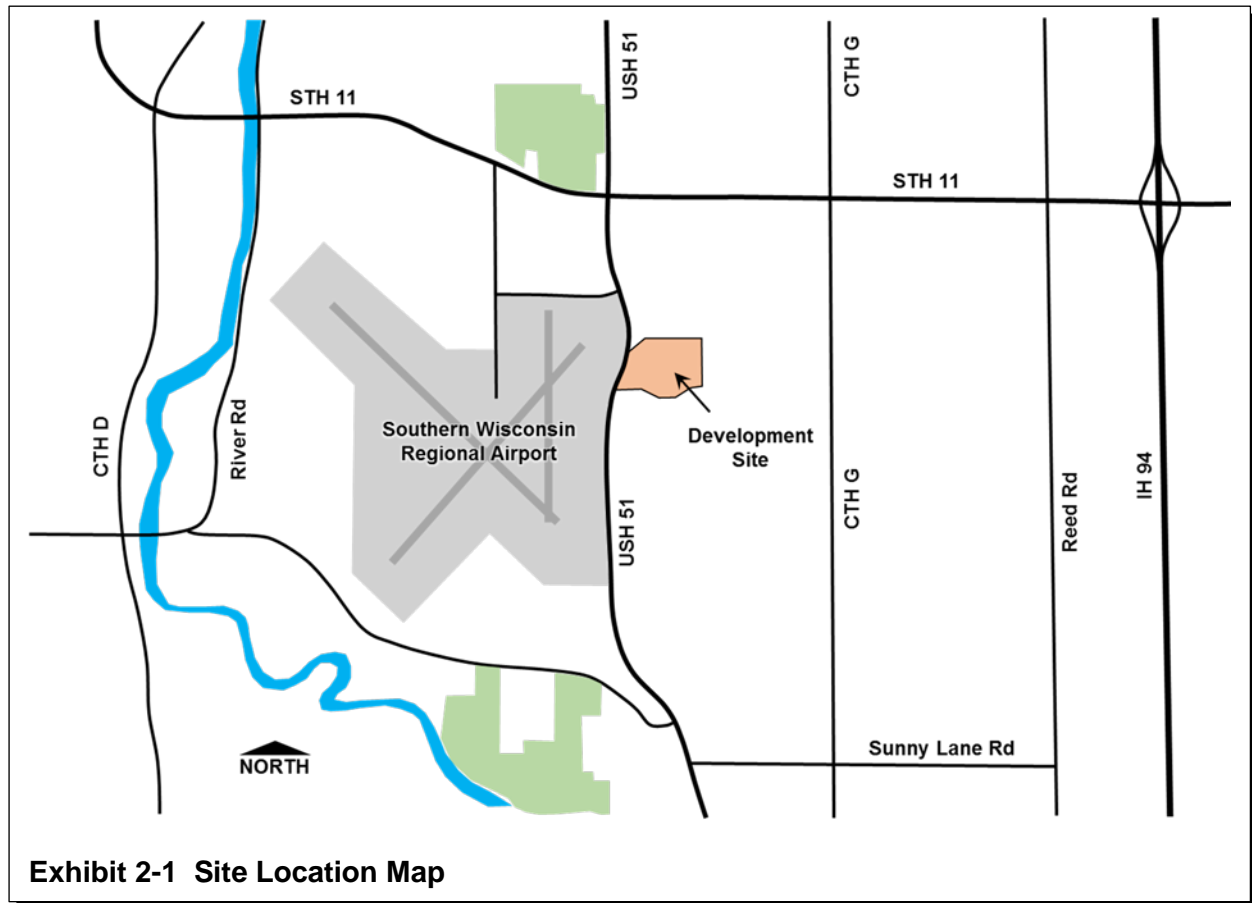 USH 51
CTH G
STH 11
STH 11
CTH D
River Rd
Southern Wisconsin
Regional Airport
Development
Site
USH 51
CTH G
Reed Rd
IH 94
NORTH
Sunny Lane Rd
Exhibit 2-1 Site Location Map